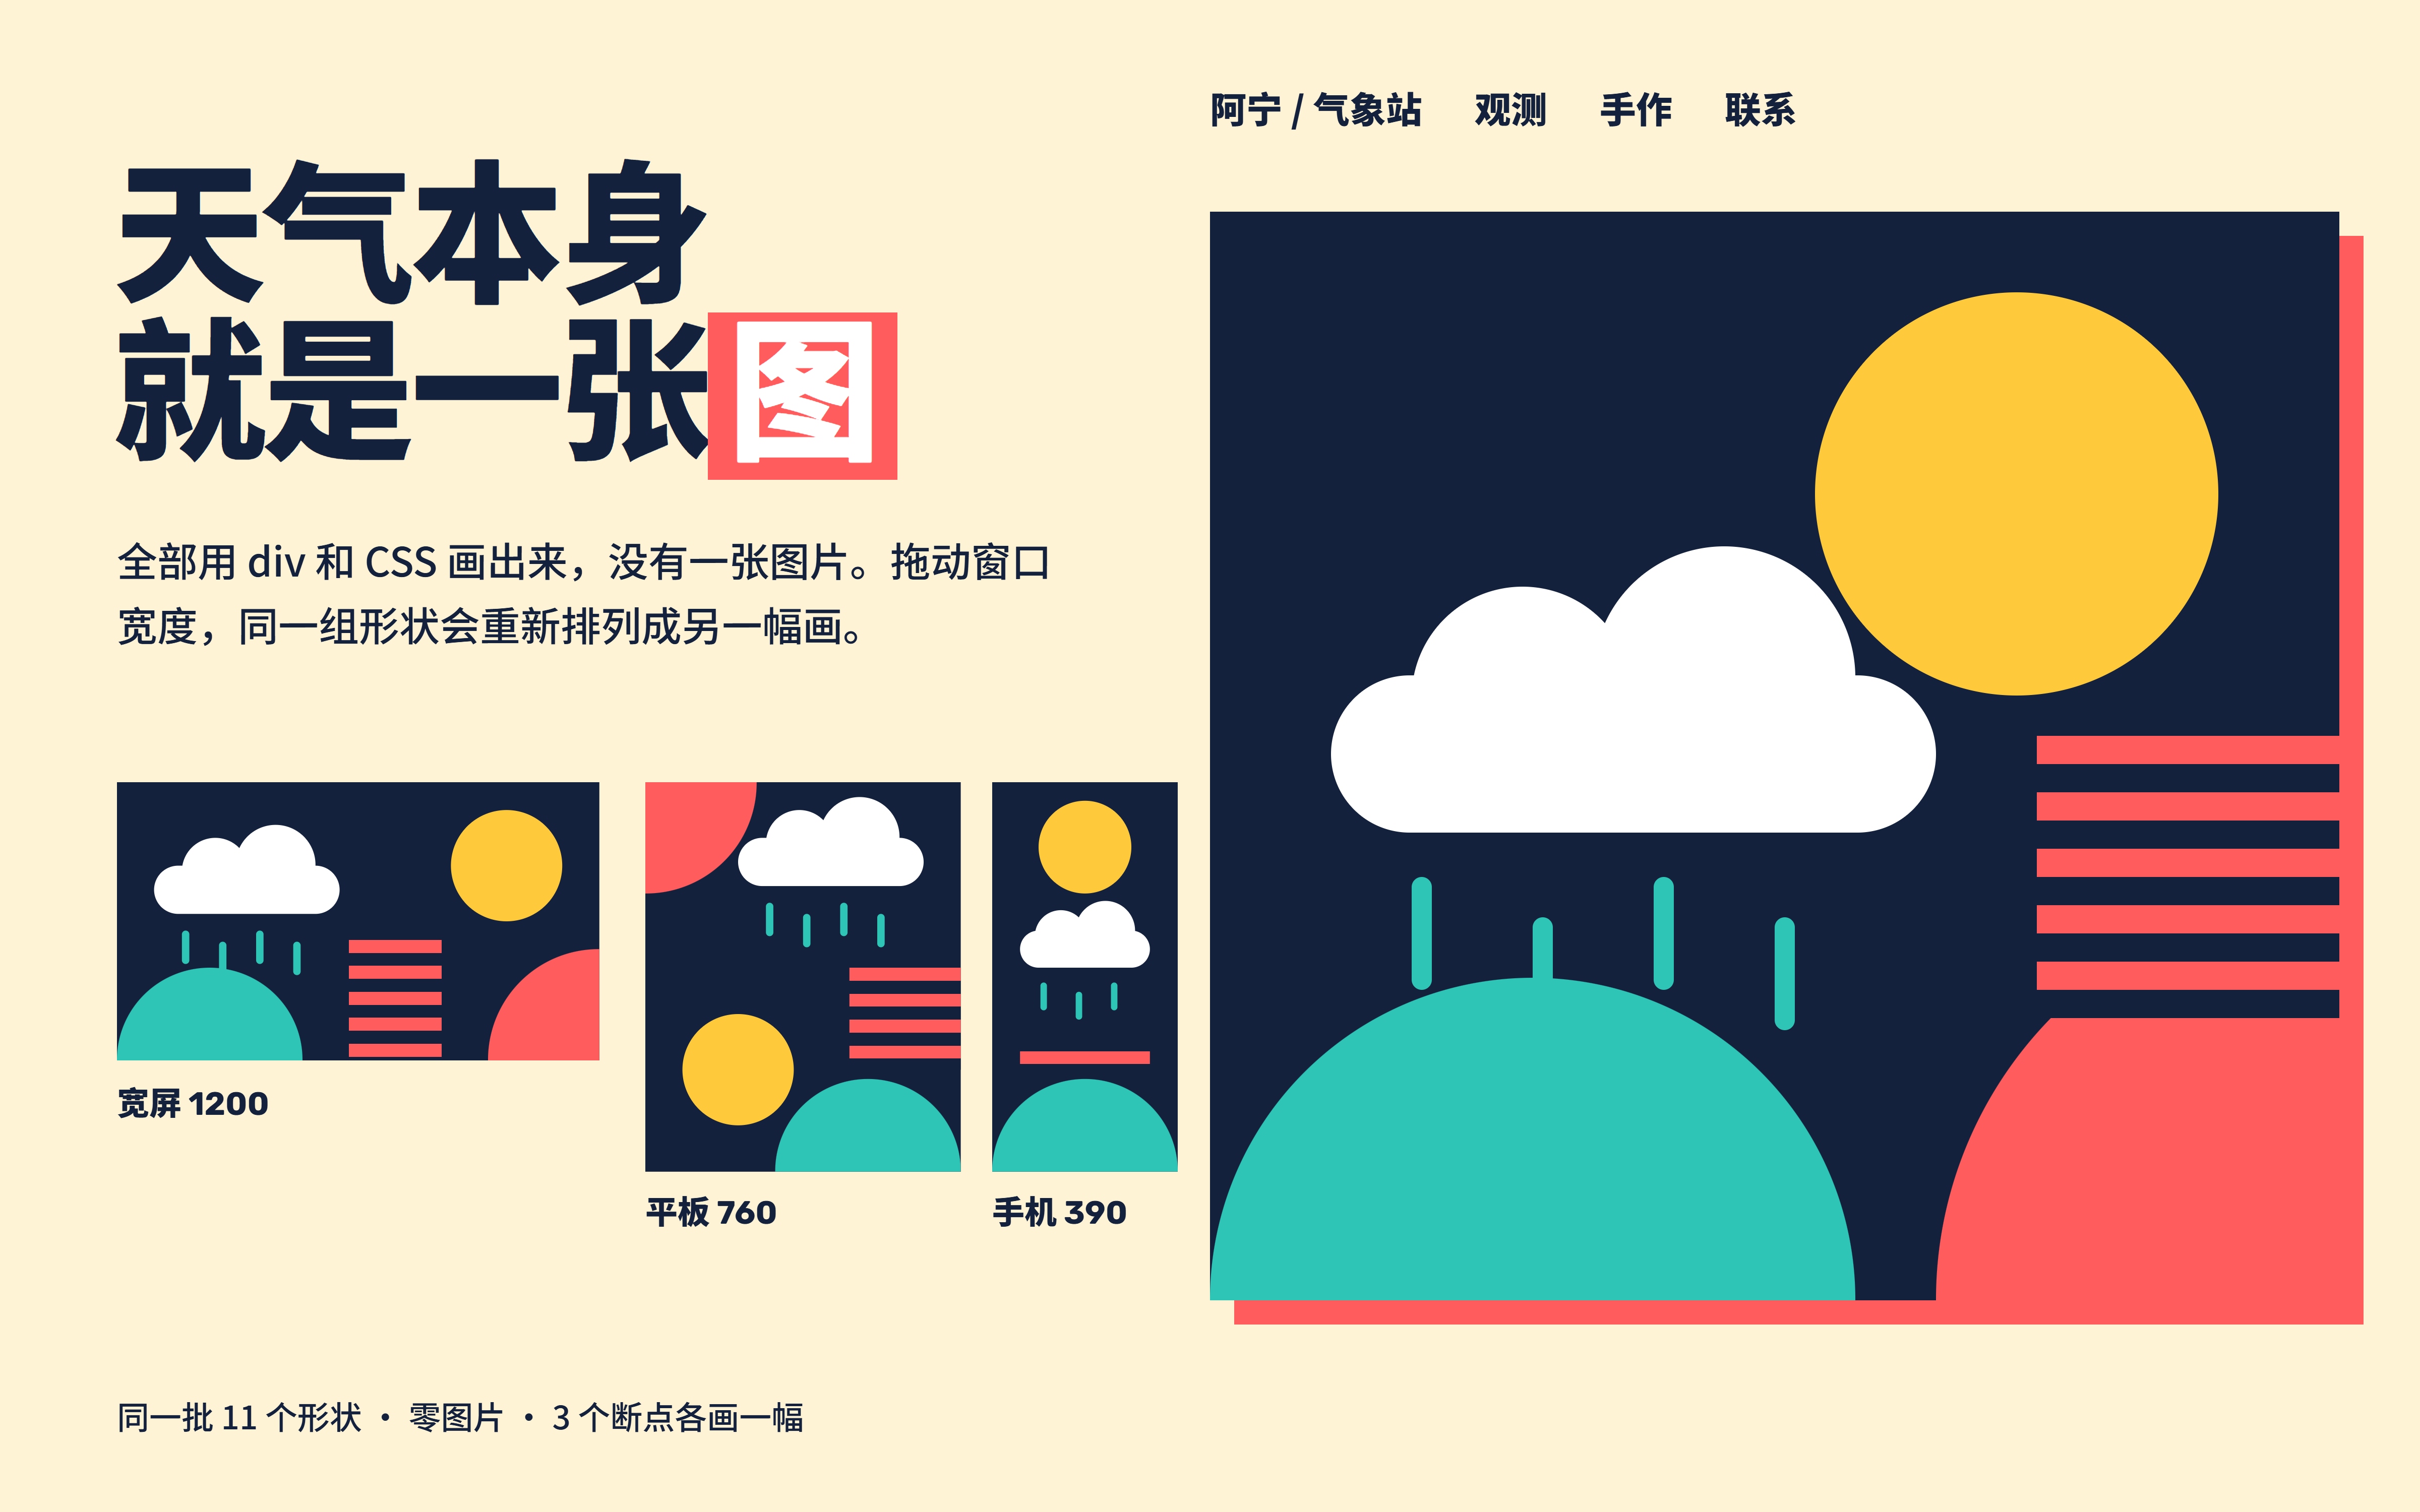 阿宁 / 气象站 观测 手作 联系
天气本身
就是一张图
全部用 div 和 CSS 画出来，没有一张图片。拖动窗口
宽度，同一组形状会重新排列成另一幅画。
宽屏 1200
平板 760
手机 390
同一批 11 个形状 · 零图片 · 3 个断点各画一幅